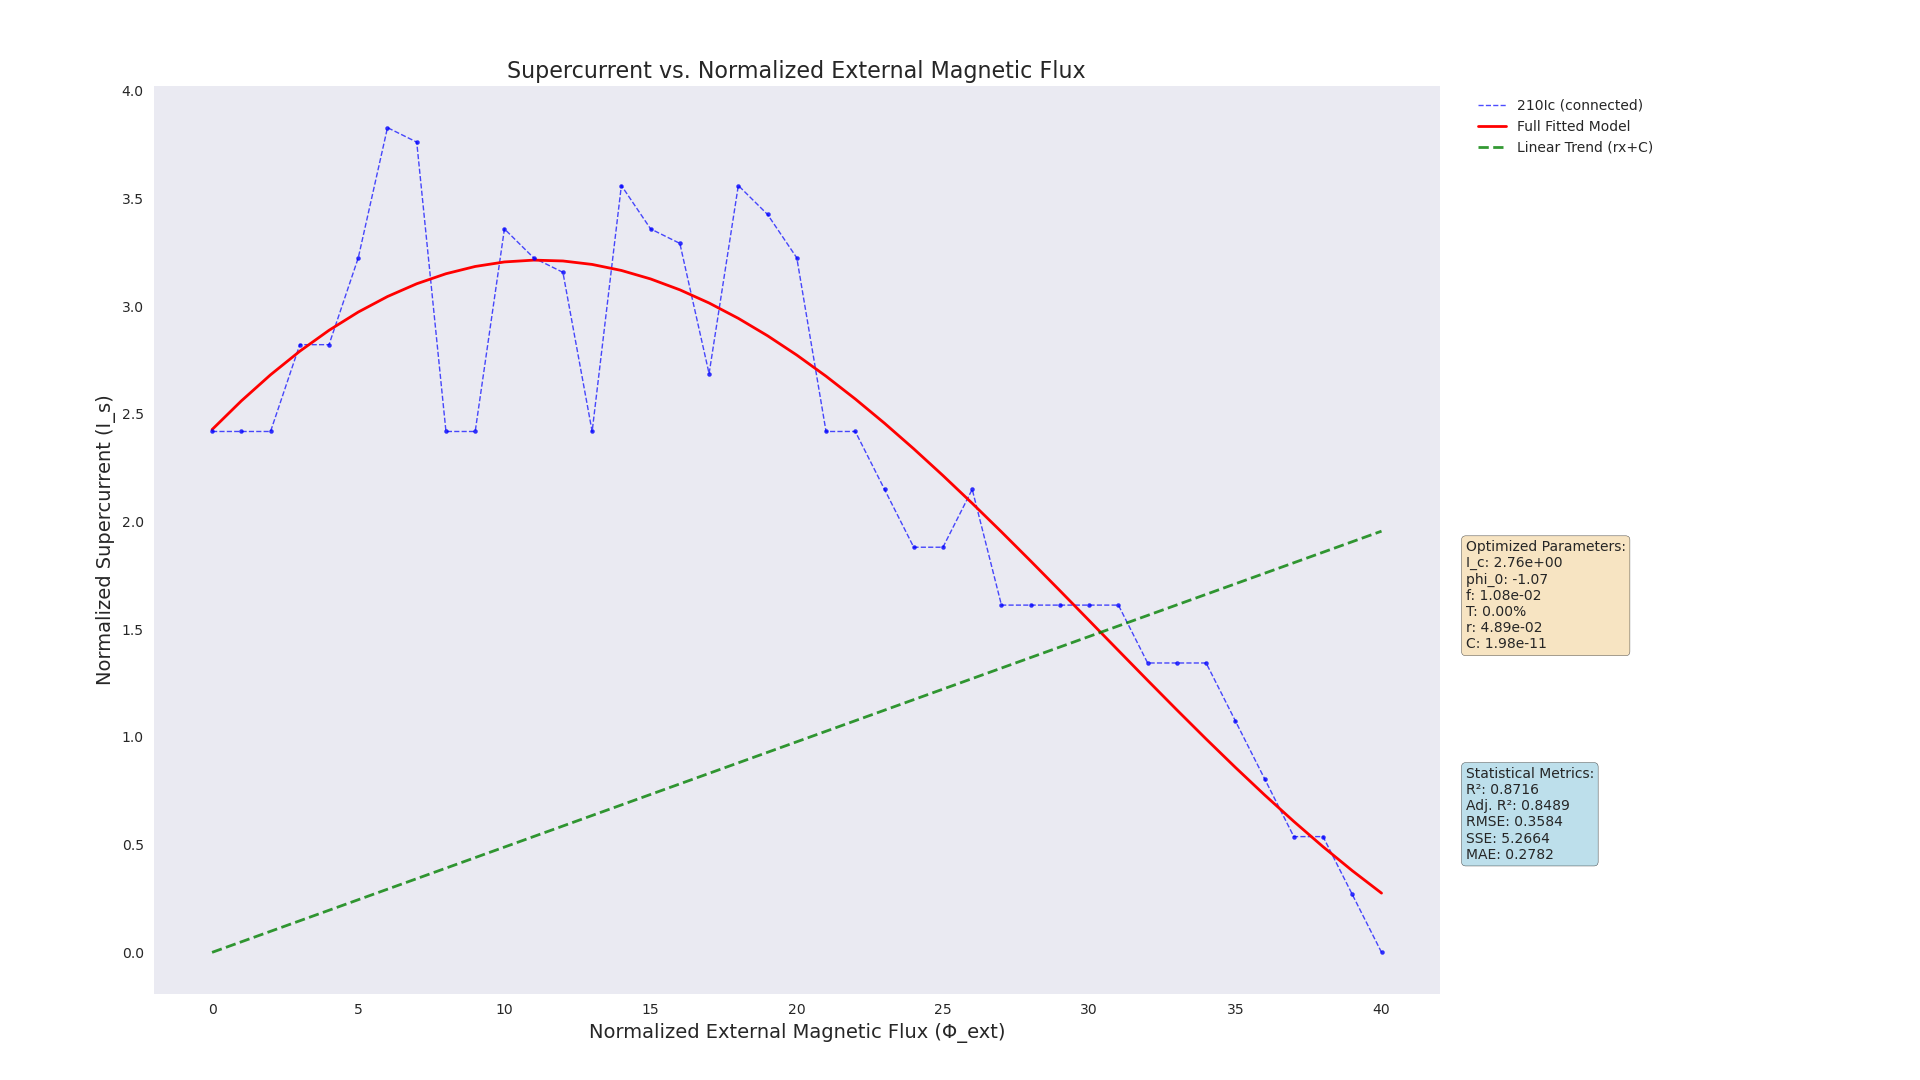 Supercurrent vs. Normalized External Magnetic Flux
4.0
3.5
3.0
2.5
2.0
1.5
1.0
0.5
0.0
Normalized Supercurrent (I_s)
0 5 10 15 20 25 30 35 40
Normalized External Magnetic Flux (Φ_ext)
210Ic (connected)
Full Fitted Model
Linear Trend (rx+C)
Optimized Parameters:
I_c: 2.76e+00
phi_0: -1.07
f: 1.08e-02
T: 0.00%
r: 4.89e-02
C: 1.98e-11
Statistical Metrics:
R²: 0.8716
Adj. R²: 0.8489
RMSE: 0.3584
SSE: 5.2664
MAE: 0.2782